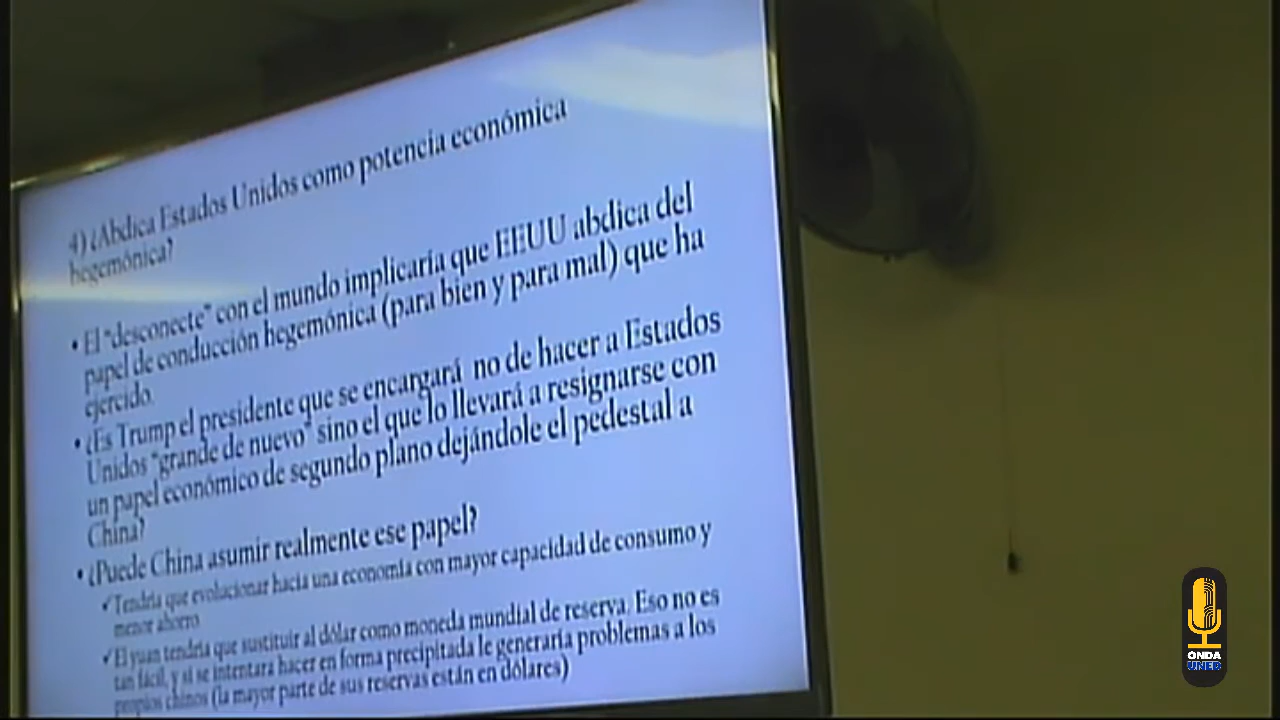 4) ¿Abdica Estados Unidos como potencia económica
hegemónica?
• El "desconecte" con el mundo implicaría que EEUU abdica del
papel de conducción hegemónica (para bien y para mal) que ha
ejercido.
• ¿Es Trump el presidente que se encargará no de hacer a Estados
Unidos "grande de nuevo" sino el que lo llevará a resignarse con
un papel económico de segundo plano dejándole el pedestal a
China?
• ¿Puede China asumir realmente ese papel?
✓Tendría que evolucionar hacia una economía con mayor capacidad de consumo y
menor ahorro
✓El yuan tendría que sustituir al dólar como moneda mundial de reserva. Eso no es
tan fácil, y si se intentara hacer en forma precipitada le generaría problemas a los
propios chinos (la mayor parte de sus reservas están en dólares)
ONDA
UNED